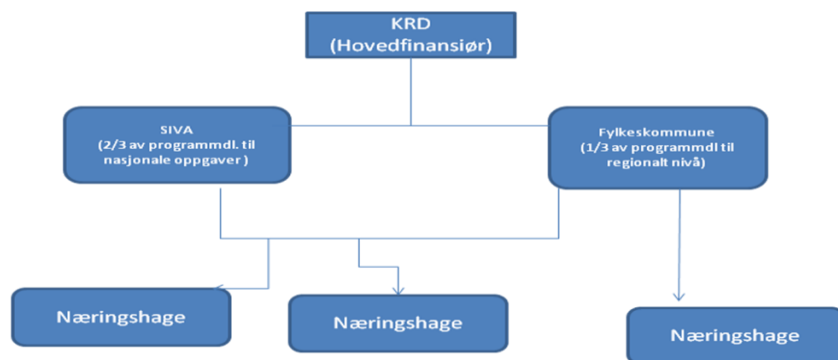 KRD
(Hovedfinansiør)
SIVA
(2/3 av programmdl. til
nasjonale oppgaver )
Fylkeskommune
(1/3 av programmdl til
regionalt nivå)
Næringshage
Næringshage
Næringshage